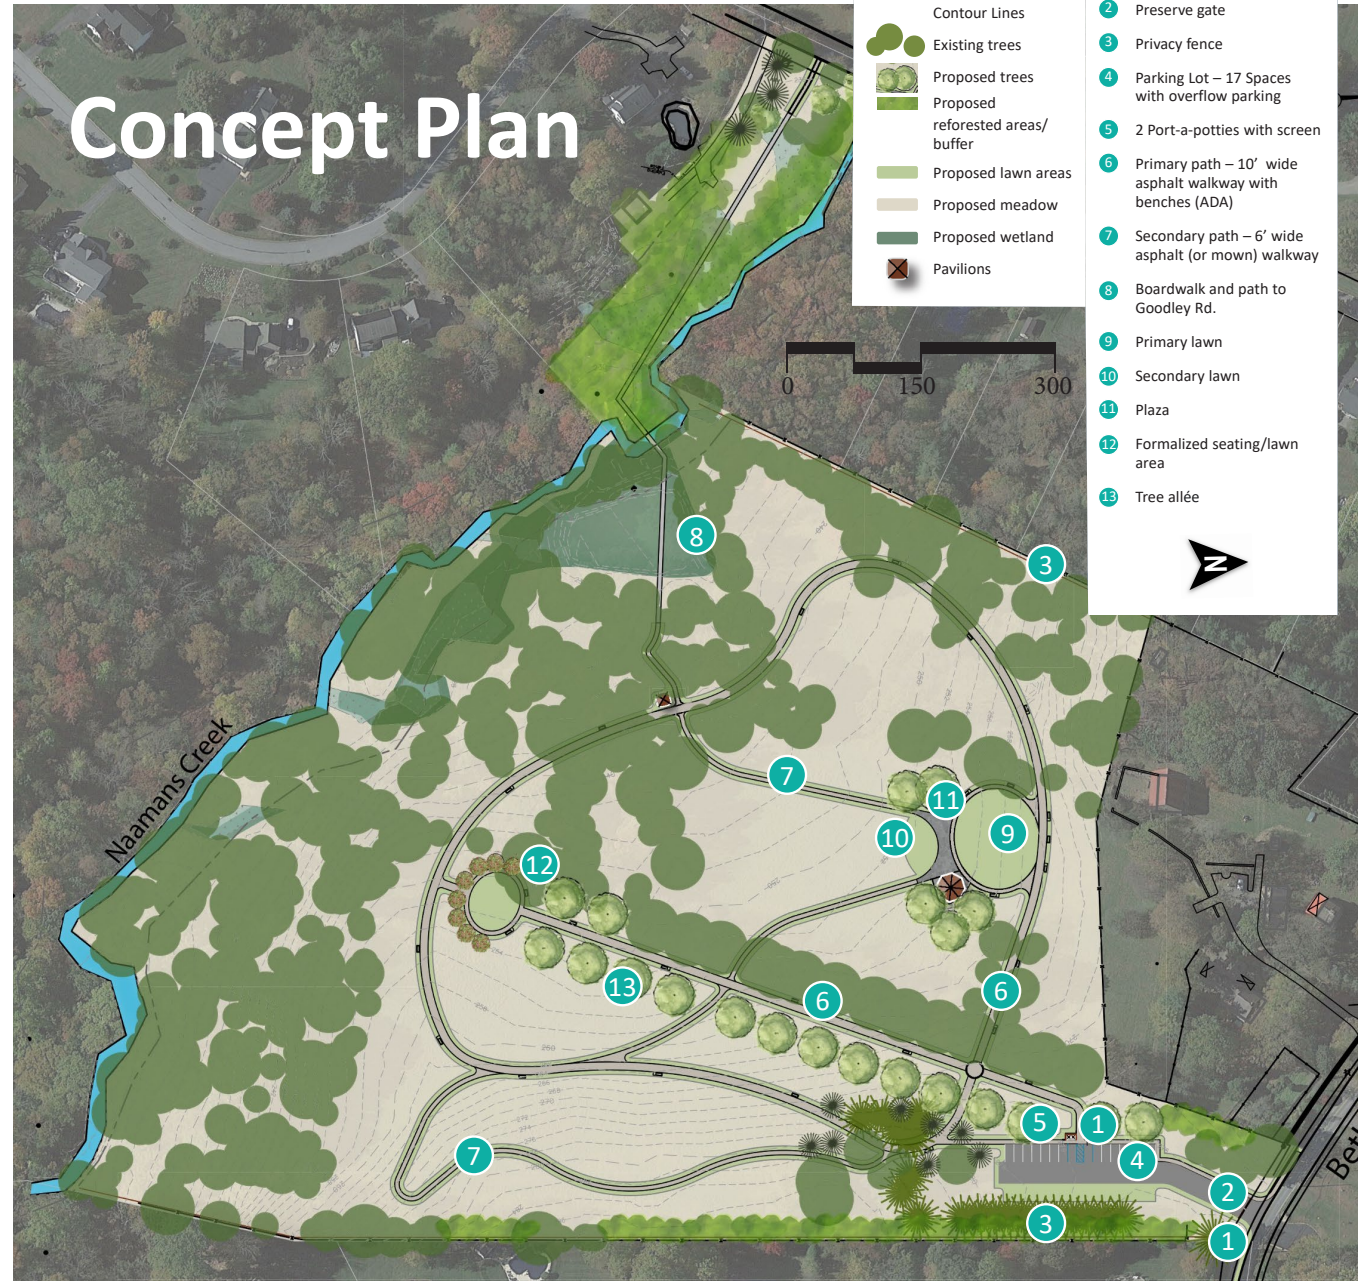 Concept Plan
Contour Lines
Existing trees
Proposed trees
Proposed
reforested areas/
buffer
Proposed lawn areas
Proposed meadow
Proposed wetland
Pavilions
2 Preserve gate
3 Privacy fence
4 Parking Lot – 17 Spaces
with overflow parking
5 2 Port-a-potties with screen
6 Primary path – 10’ wide
asphalt walkway with
benches (ADA)
7 Secondary path – 6’ wide
asphalt (or mown) walkway
8 Boardwalk and path to
Goodley Rd.
9 Primary lawn
10 Secondary lawn
11 Plaza
12 Formalized seating/lawn
area
13 Tree allée
N
0 150 300
8
3
7
11
10
9
12
13
6
6
5
1
4
7
2
3
1
Naamans Creek